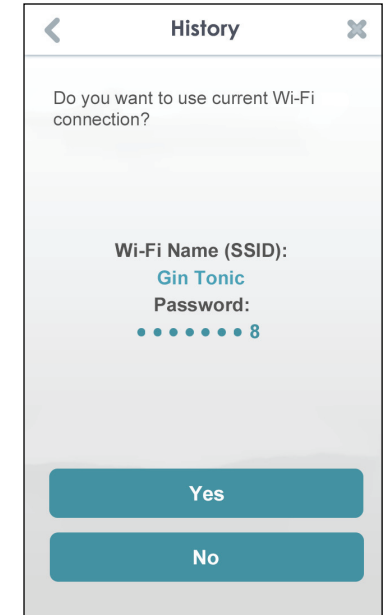 History
Do you want to use current Wi-Fi
connection?
Wi-Fi Name (SSID):
Gin Tonic
Password:
•••••••8
Yes
No